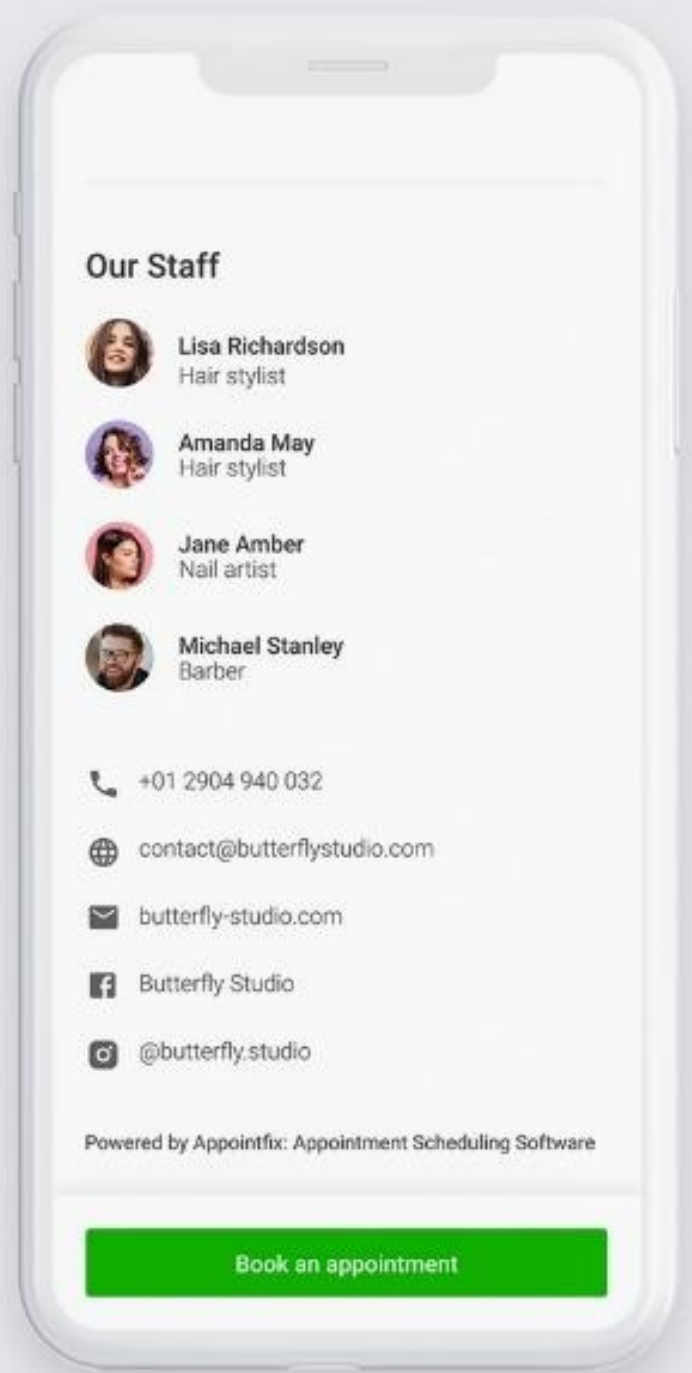 Our Staff
Lisa Richardson
Hair stylist
Amanda May
Hair stylist
Jane Amber
Nail artist
Michael Stanley
Barber
+01 2904 940 032
contact@butterflystudio.com
butterfly-studio.com
Butterfly Studio
@butterfly.studio
Powered by Appointfix: Appointment Scheduling Software
Book an appointment